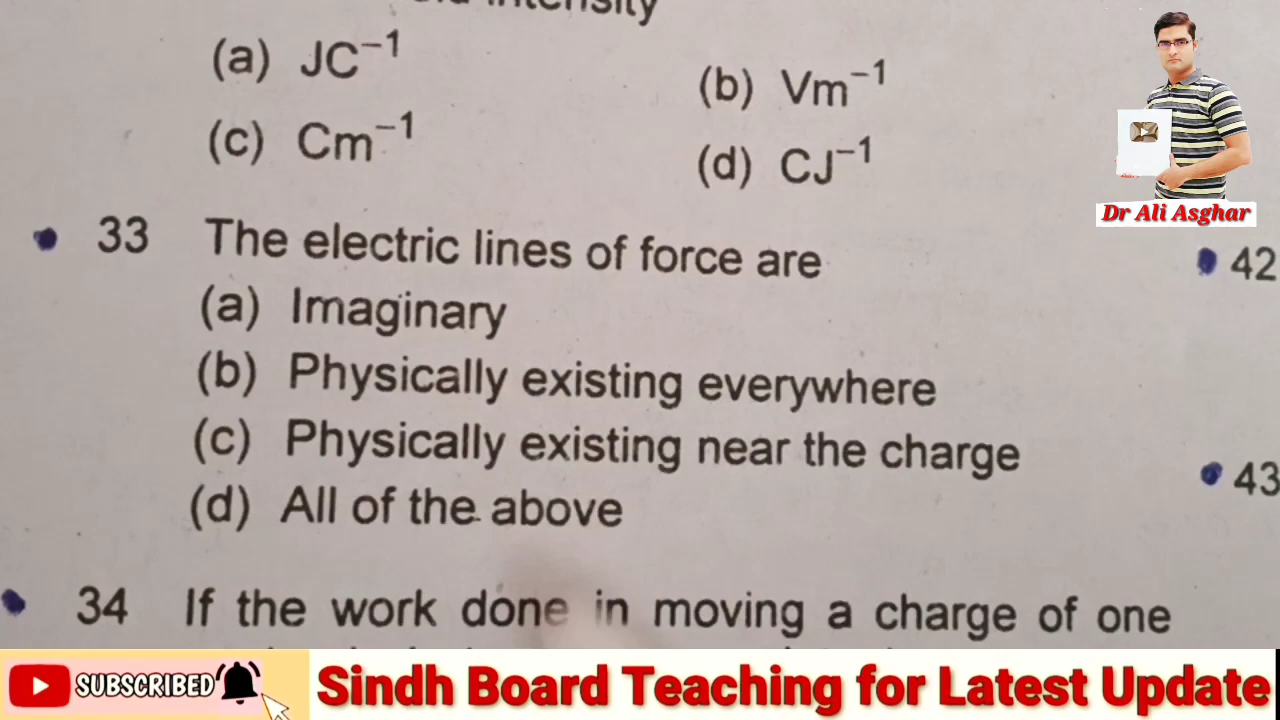 intensity
(a) JC⁻¹
(b) Vm⁻¹
(c) Cm⁻¹
(d) CJ⁻¹
Dr Ali Asghar
33 The electric lines of force are
(a) Imaginary
(b) Physically existing everywhere
(c) Physically existing near the charge
(d) All of the above
34 If the work done in moving a charge of one
42
43
SUBSCRIBED
Sindh Board Teaching for Latest Update